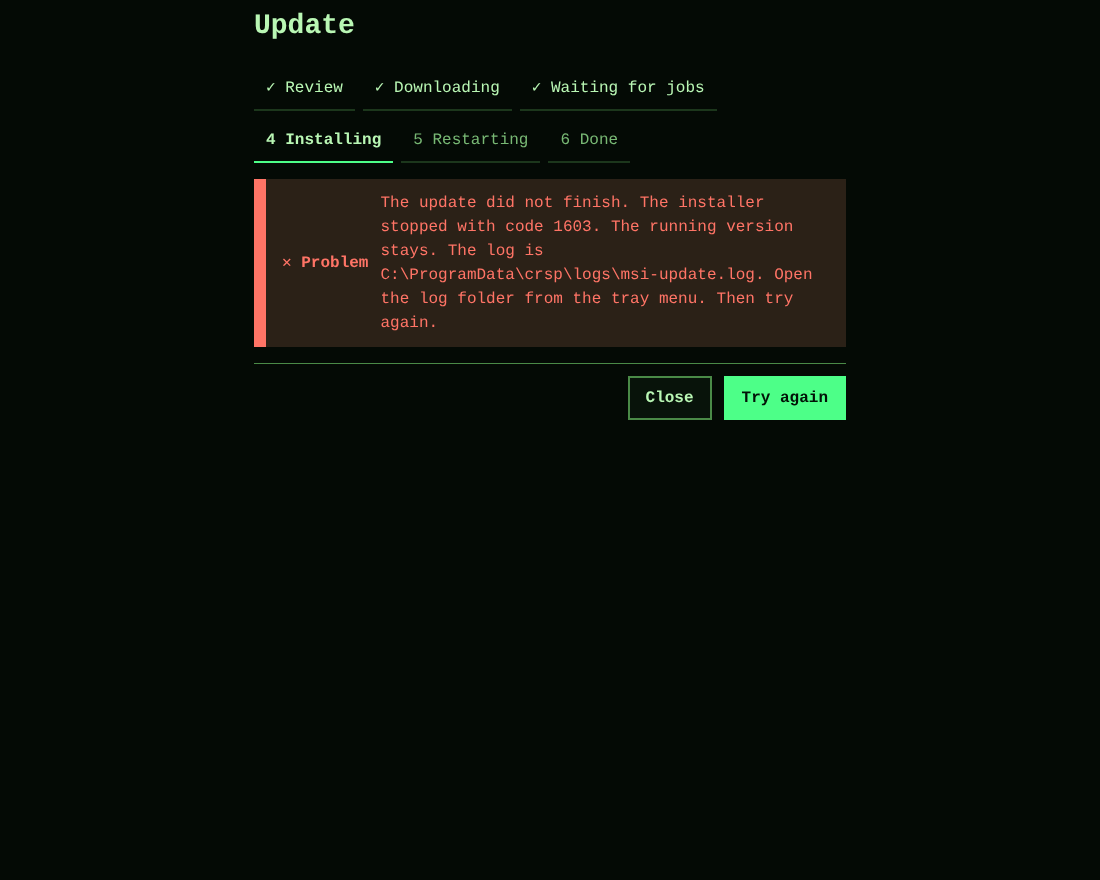 Update
✓ Review ✓ Downloading ✓ Waiting for jobs
4 Installing 5 Restarting 6 Done
✕ Problem
The update did not finish. The installer
stopped with code 1603. The running version
stays. The log is
C:\ProgramData\crsp\logs\msi-update.log. Open
the log folder from the tray menu. Then try
again.
Close Try again